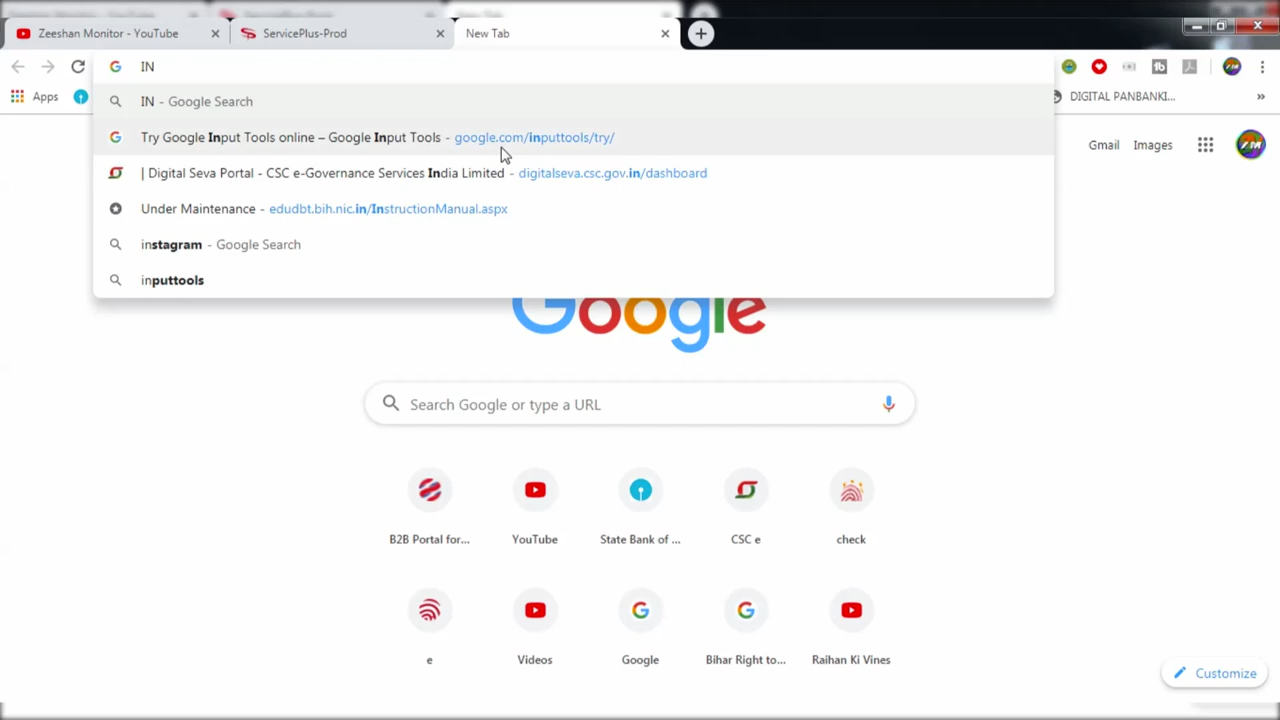 Zeeshan Monitor - YouTube
ServicePlus-Prod
New Tab
IN
Apps
DIGITAL PANBANKI...
IN - Google Search
Try Google Input Tools online – Google Input Tools - google.com/inputtools/try/
| Digital Seva Portal - CSC e-Governance Services India Limited - digitalseva.csc.gov.in/dashboard
Under Maintenance - edudbt.bih.nic.in/InstructionManual.aspx
instagram - Google Search
inputtools
Gmail
Images
Google
Search Google or type a URL
B2B Portal for...
YouTube
State Bank of ...
CSC e
check
e
Videos
Google
Bihar Right to...
Raihan Ki Vines
Customize